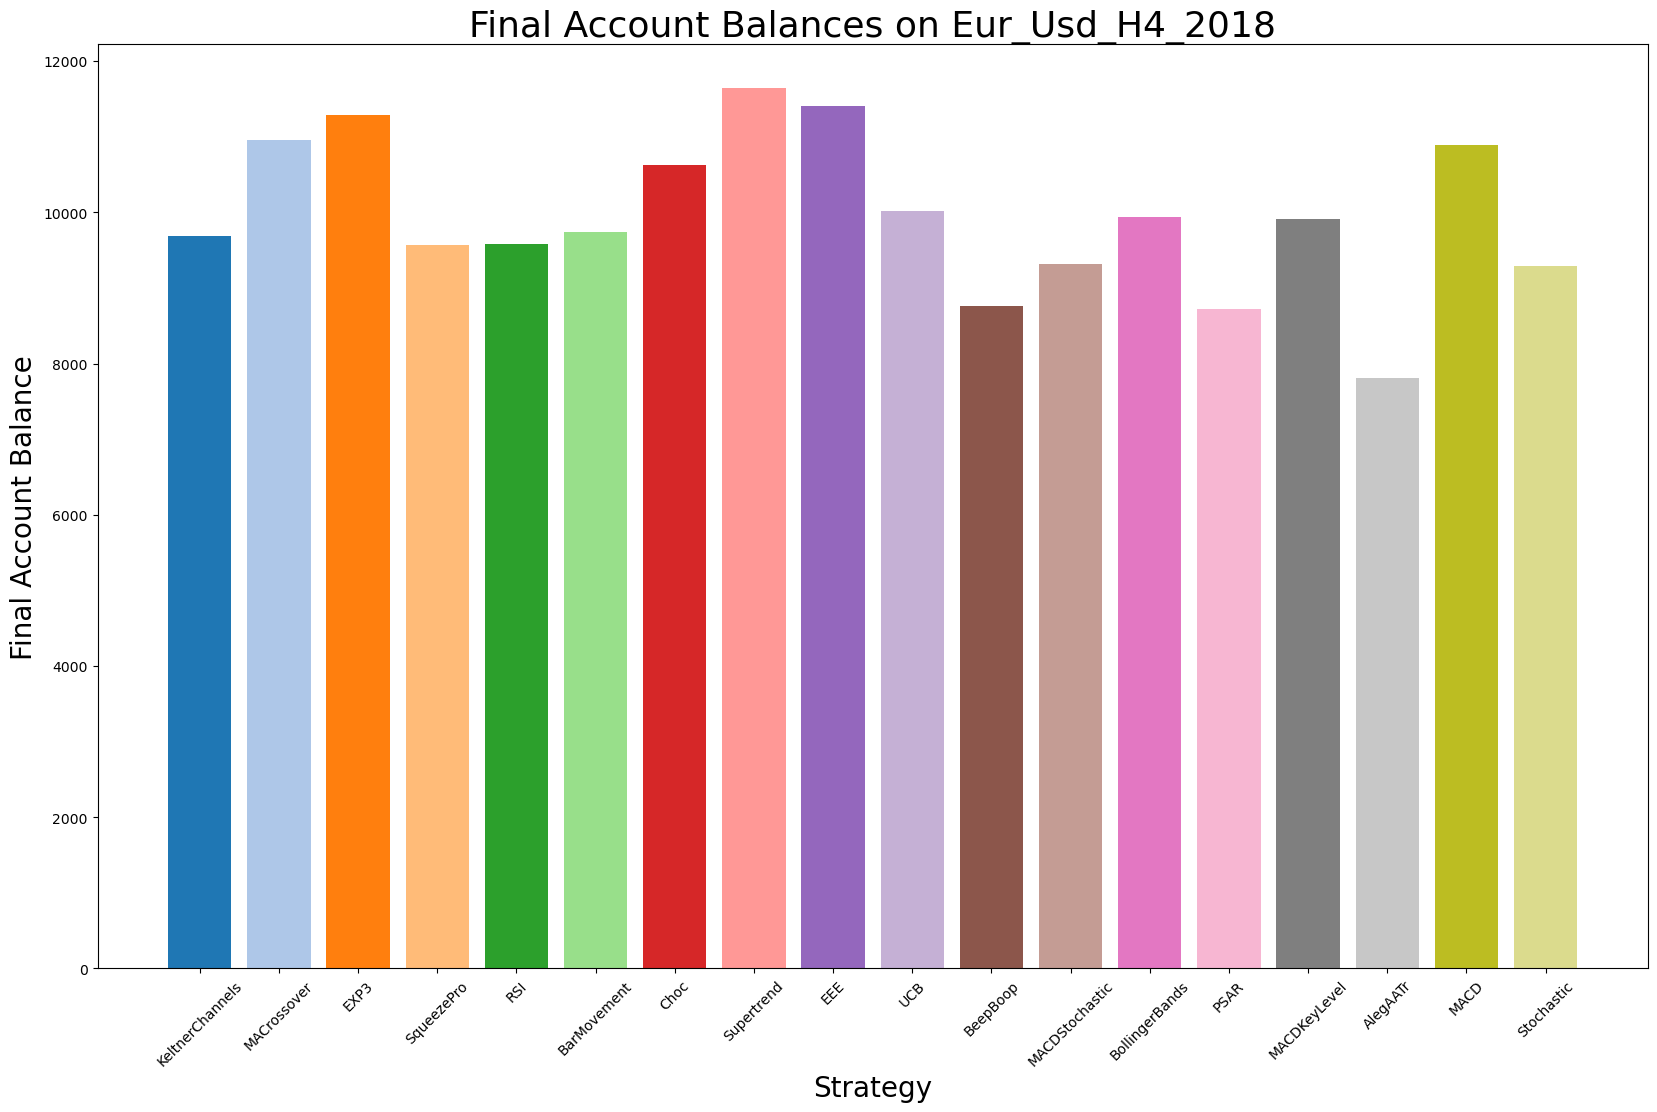 Final Account Balances on Eur_Usd_H4_2018
Final Account Balance
12000
10000
8000
6000
4000
2000
0
KeltnerChannels
MACrossover
EXP3
SqueezePro
RSI
BarMovement
Choc
Supertrend
EEE
UCB
BeepBoop
MACDStochastic
BollingerBands
PSAR
MACDKeyLevel
AlegAATr
MACD
Stochastic
Strategy